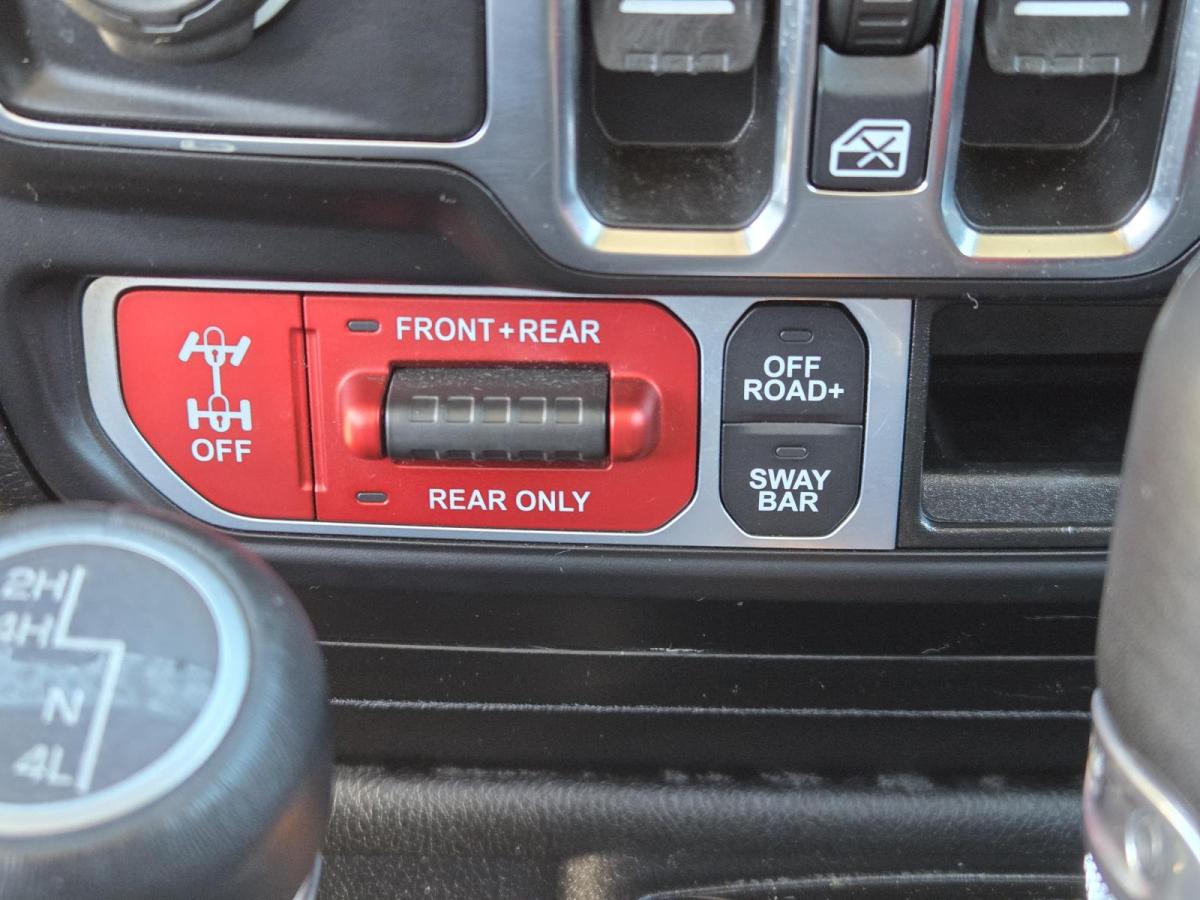 FRONT+REAR
OFF
REAR ONLY
OFF
ROAD+
SWAY
BAR
2H
4H
N
4L